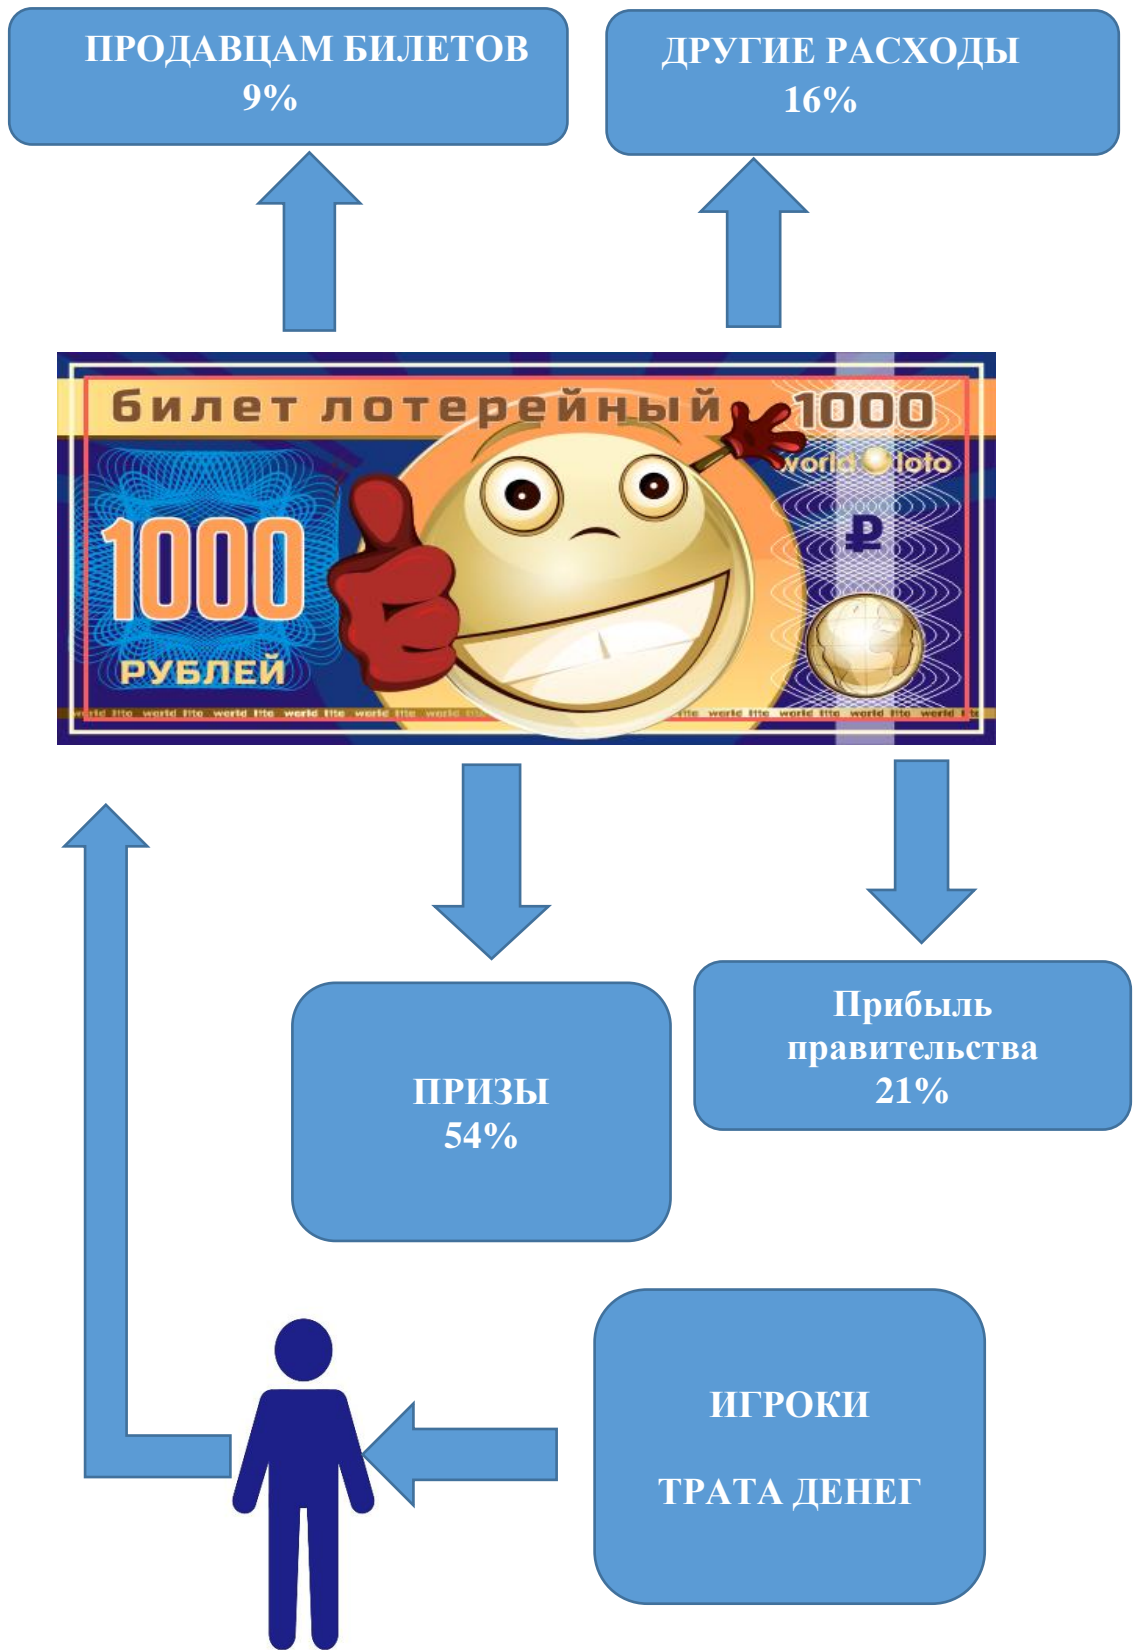 ПРОДАВЦАМ БИЛЕТОВ
9%
ДРУГИЕ РАСХОДЫ
16%
билет лотерейный
1000
world loto
1000
РУБЛЕЙ
₽
Прибыль
правительства
21%
ПРИЗЫ
54%
ИГРОКИ
ТРАТА ДЕНЕГ